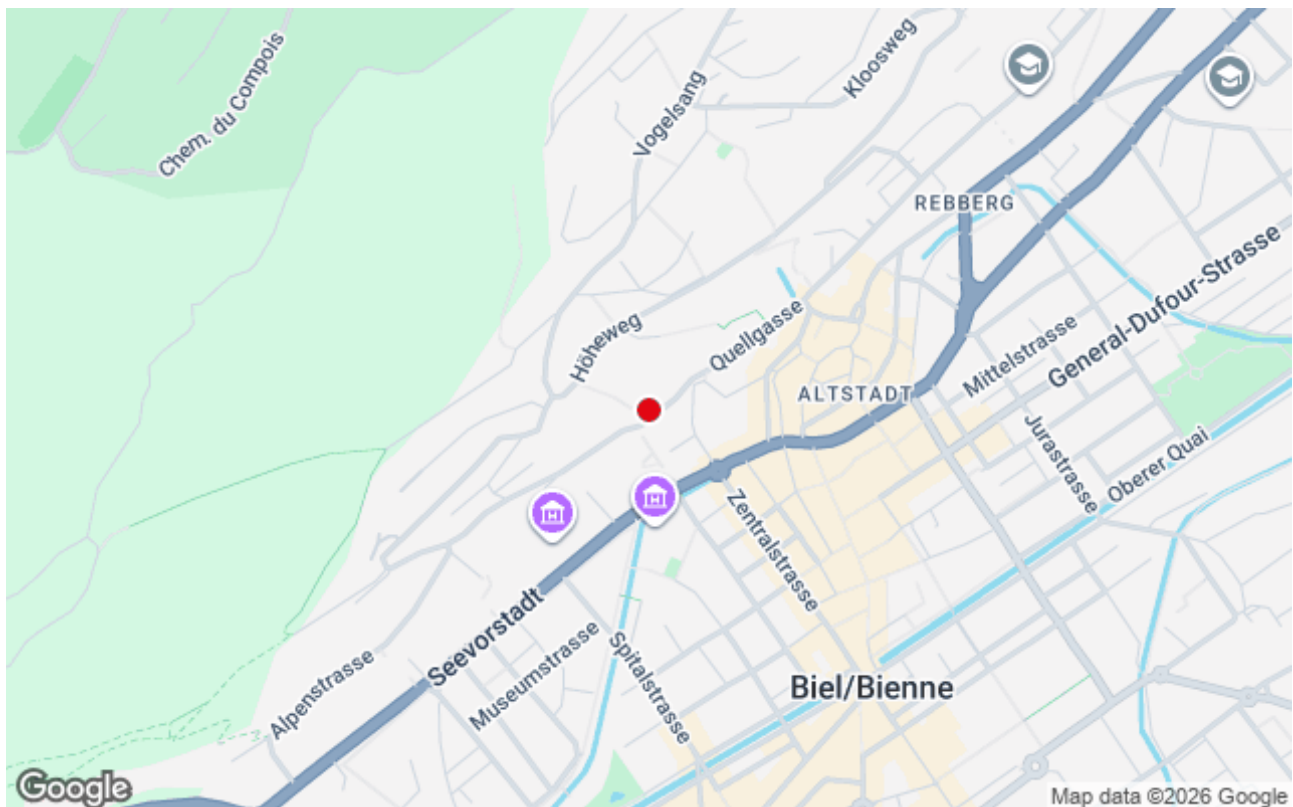 Chem. du Compois
Vogelsang
Kloosweg
REBBERG
General-Dufour-Strasse
Höheweg
Quellgasse
Mittelstrasse
ALTSTADT
Jurastrasse
Oberer Quai
Zentralstrasse
Seevorstadt
Museumstrasse
Spitalstrasse
Alpenstrasse
Biel/Bienne
Google
Map data ©2026 Google